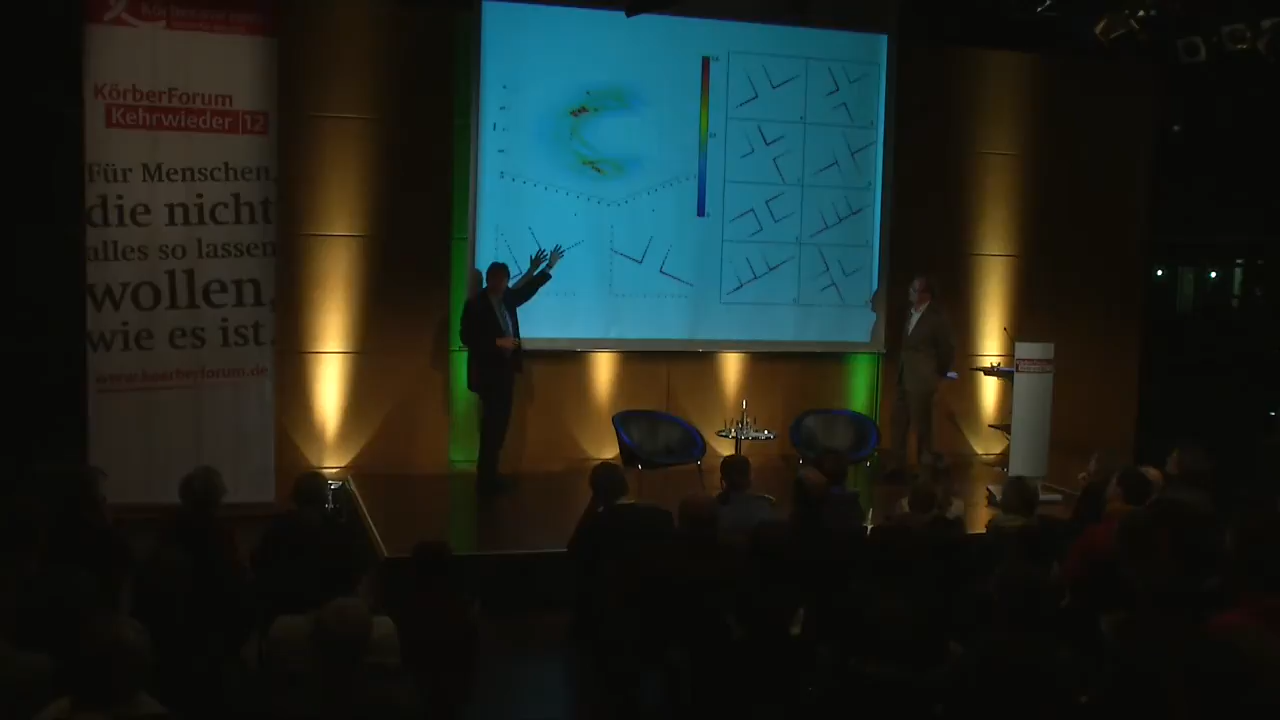 KörberForum
Kehrwieder 12
Für Menschen,
die nicht
alles so lassen
wollen,
wie es ist.
www.koerberforum.de